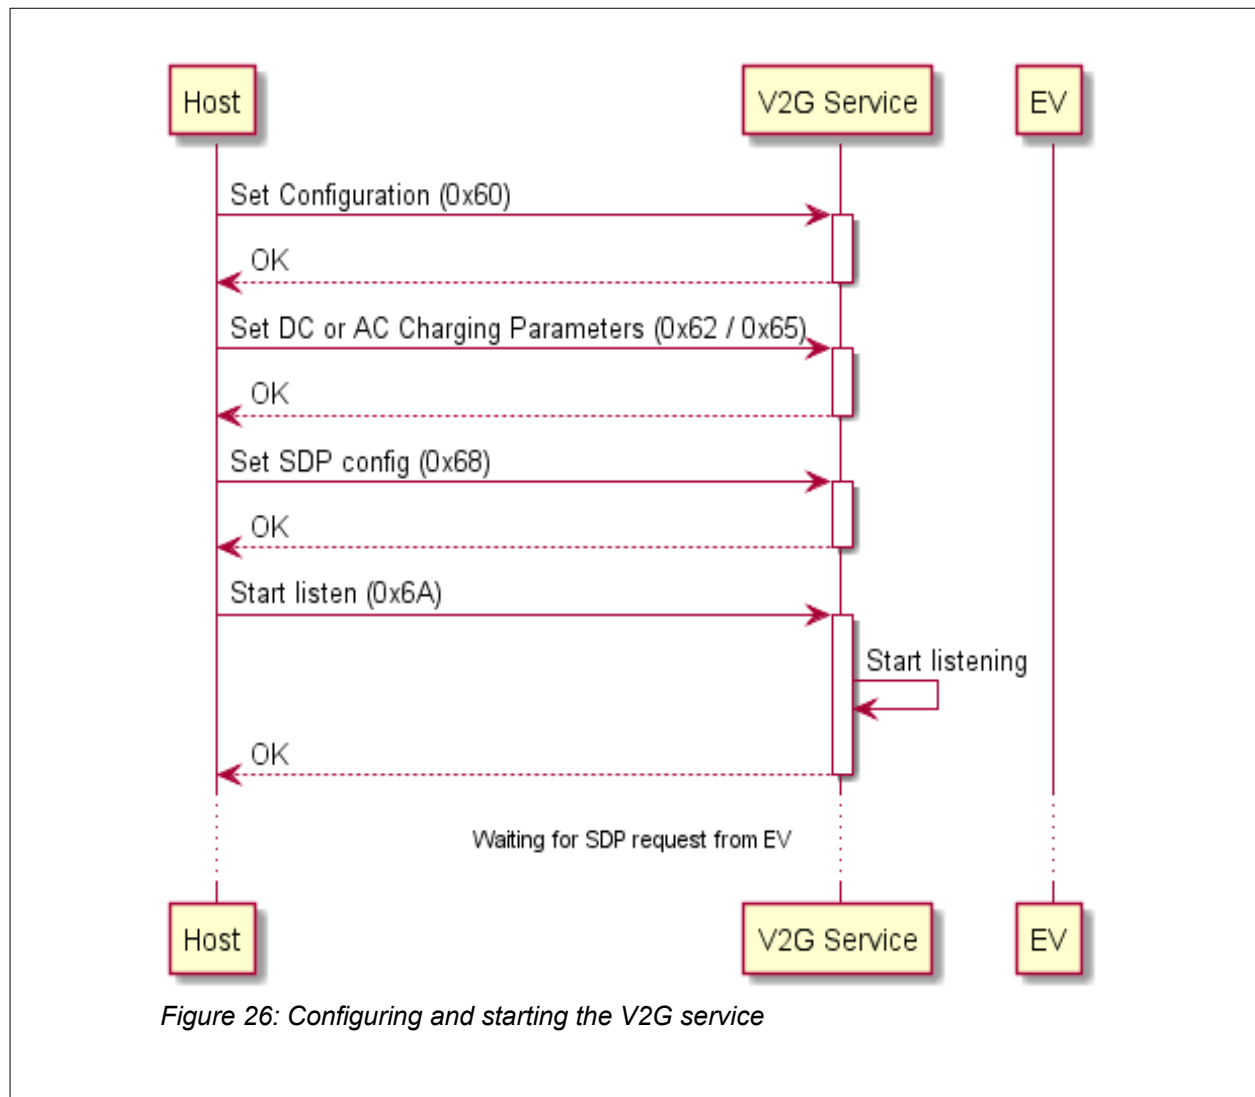 Host V2G Service EV
Set Configuration (0x60)
OK
Set DC or AC Charging Parameters (0x62 / 0x65)
OK
Set SDP config (0x68)
OK
Start listen (0x6A)
Start listening
OK
Waiting for SDP request from EV
Host V2G Service EV
Figure 26: Configuring and starting the V2G service